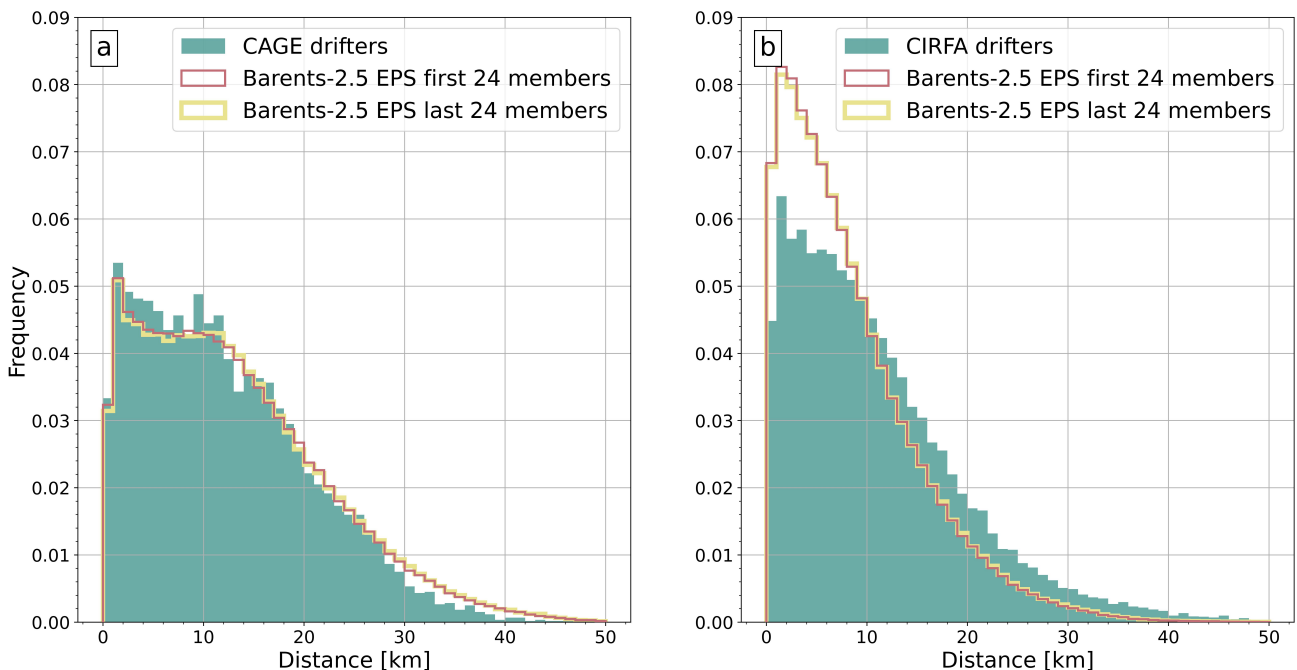 a
CAGE drifters
Barents-2.5 EPS first 24 members
Barents-2.5 EPS last 24 members
0.09
0.08
0.07
0.06
0.05
0.04
0.03
0.02
0.01
0.00
Frequency
0 10 20 30 40 50
Distance [km]
b
CIRFA drifters
Barents-2.5 EPS first 24 members
Barents-2.5 EPS last 24 members
0.09
0.08
0.07
0.06
0.05
0.04
0.03
0.02
0.01
0.00
0 10 20 30 40 50
Distance [km]